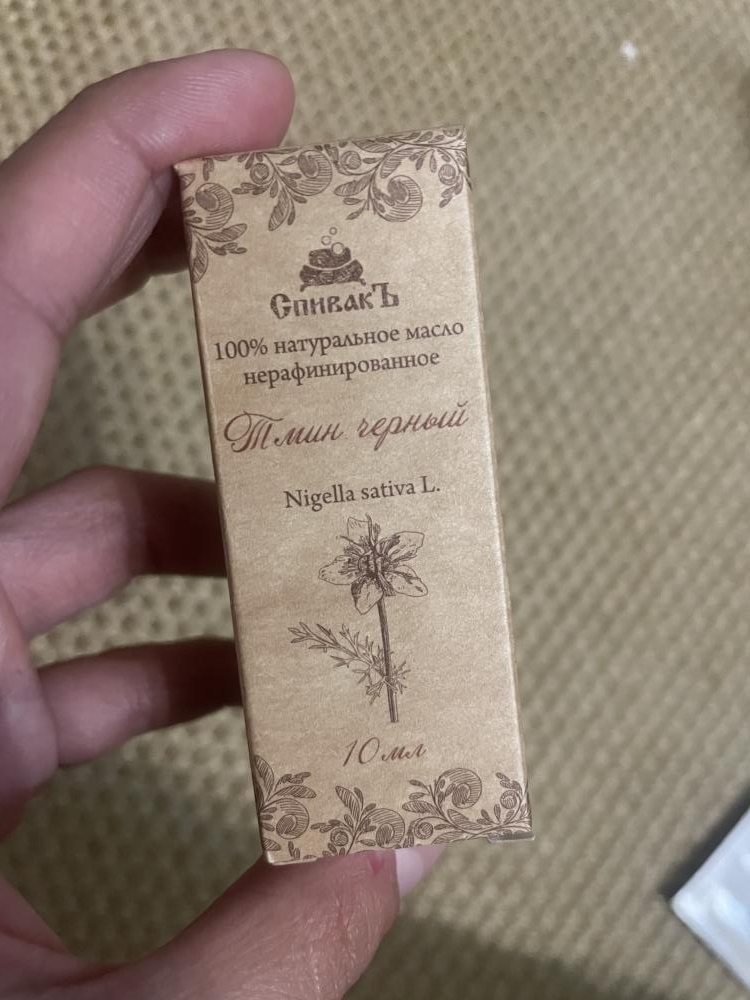 СпивакЪ
100% натуральное масло
нерафинированное
Тмин черный
Nigella sativa L.
10 мл